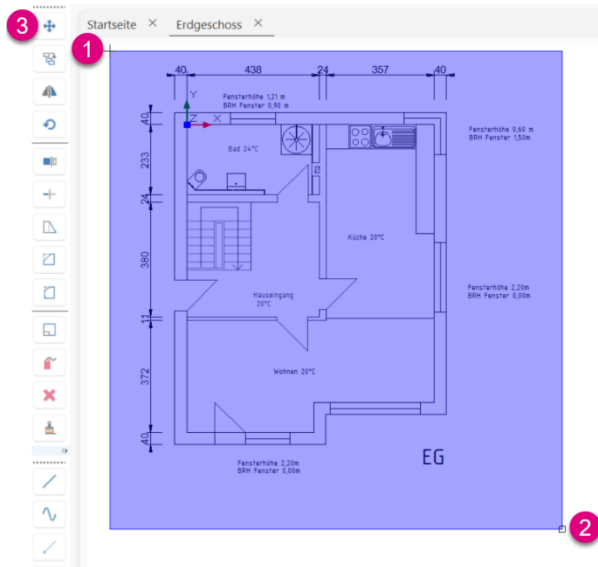 3
Startseite ×
Erdgeschoss ×
1
40
438
24
357
40
Fensterhöhe 1,21 m
BRH Fenster 0,90 m
Y
Z
X
40
Fensterhöhe 0,60 m
BRH Fenster 1,50m
Bad 24°C
233
24
Küche 20°C
380
Fensterhöhe 2,20m
BRH Fenster 0,00m
Hauseingang
20°C
11
Wohnen 20°C
372
40
EG
Fensterhöhe 2,20m
BRH Fenster 0,00m
2